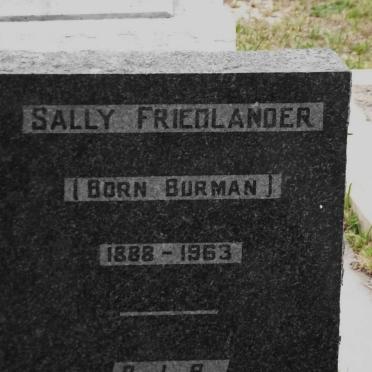 SALLY FRIEDLANDER
(BORN BURMAN)
1888 - 1963
R.I.P.